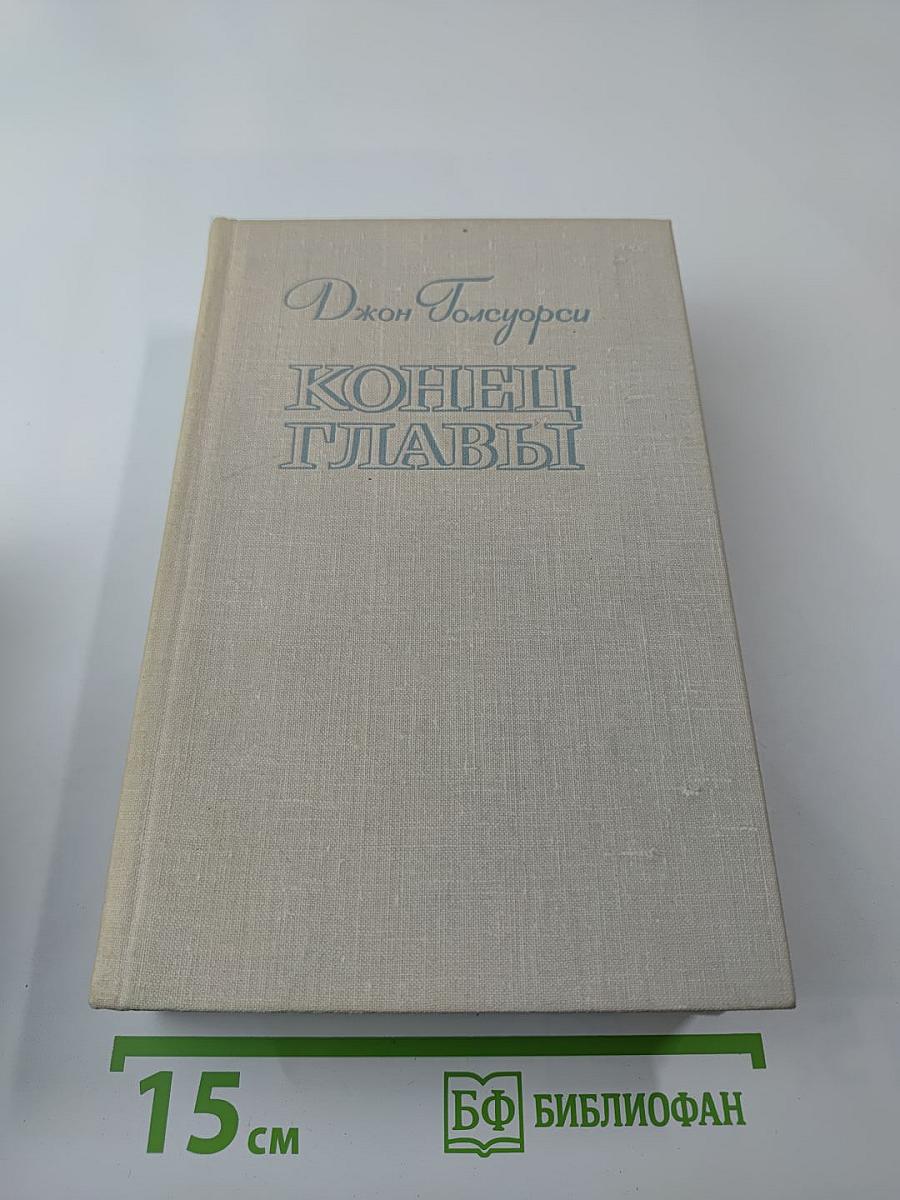 Джон Голсуорси
КОНЕЦ
ГЛАВЫ
15 см
БФ БИБЛИОФАН